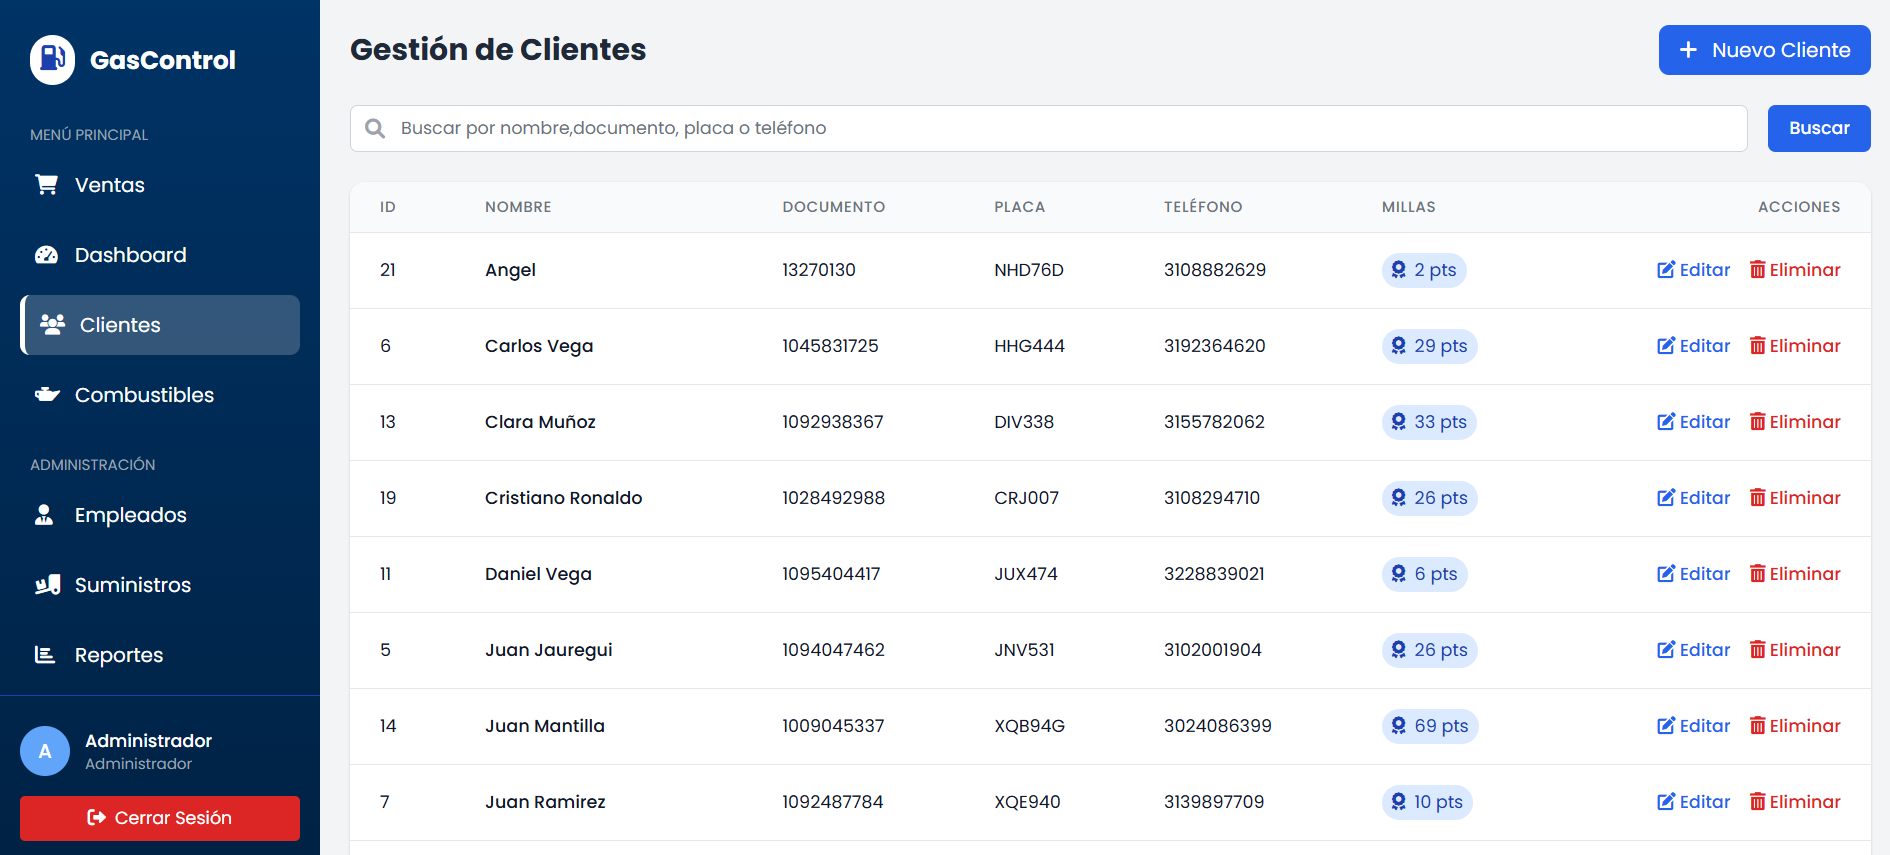 GasControl
MENÚ PRINCIPAL
Ventas
Dashboard
Clientes
Combustibles
ADMINISTRACIÓN
Empleados
Suministros
Reportes
A
Administrador
Administrador
Cerrar Sesión
Gestión de Clientes
Nuevo Cliente
Buscar por nombre,documento, placa o teléfono
Buscar
ID NOMBRE DOCUMENTO PLACA TELÉFONO MILLAS ACCIONES
21 Angel 13270130 NHD76D 3108882629 2 pts Editar Eliminar
6 Carlos Vega 1045831725 HHG444 3192364620 29 pts Editar Eliminar
13 Clara Muñoz 1092938367 DIV338 3155782062 33 pts Editar Eliminar
19 Cristiano Ronaldo 1028492988 CRJ007 3108294710 26 pts Editar Eliminar
11 Daniel Vega 1095404417 JUX474 3228839021 6 pts Editar Eliminar
5 Juan Jauregui 1094047462 JNV531 3102001904 26 pts Editar Eliminar
14 Juan Mantilla 1009045337 XQB94G 3024086399 69 pts Editar Eliminar
7 Juan Ramirez 1092487784 XQE940 3139897709 10 pts Editar Eliminar